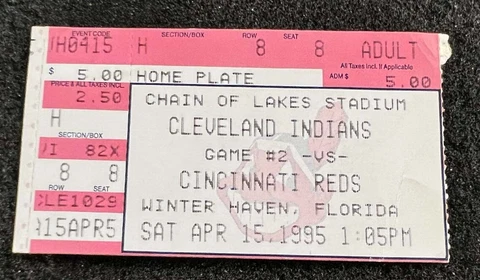 EVENT CODE SECTION/BOX SEAT
H0415 H 8 8 ADULT
All Taxes Incl. If Applicable
$ 5.00 HOME PLATE ADM $ 5.00
PRICE & ALL TAXES INCL.
2.50
H
SECTION/BOX
82X
ROW SEAT
8 8
LE1029
15APR5
CHAIN OF LAKES STADIUM
CLEVELAND INDIANS
GAME #2 -VS-
CINCINNATI REDS
WINTER HAVEN, FLORIDA
SAT APR 15,1995 1:05PM